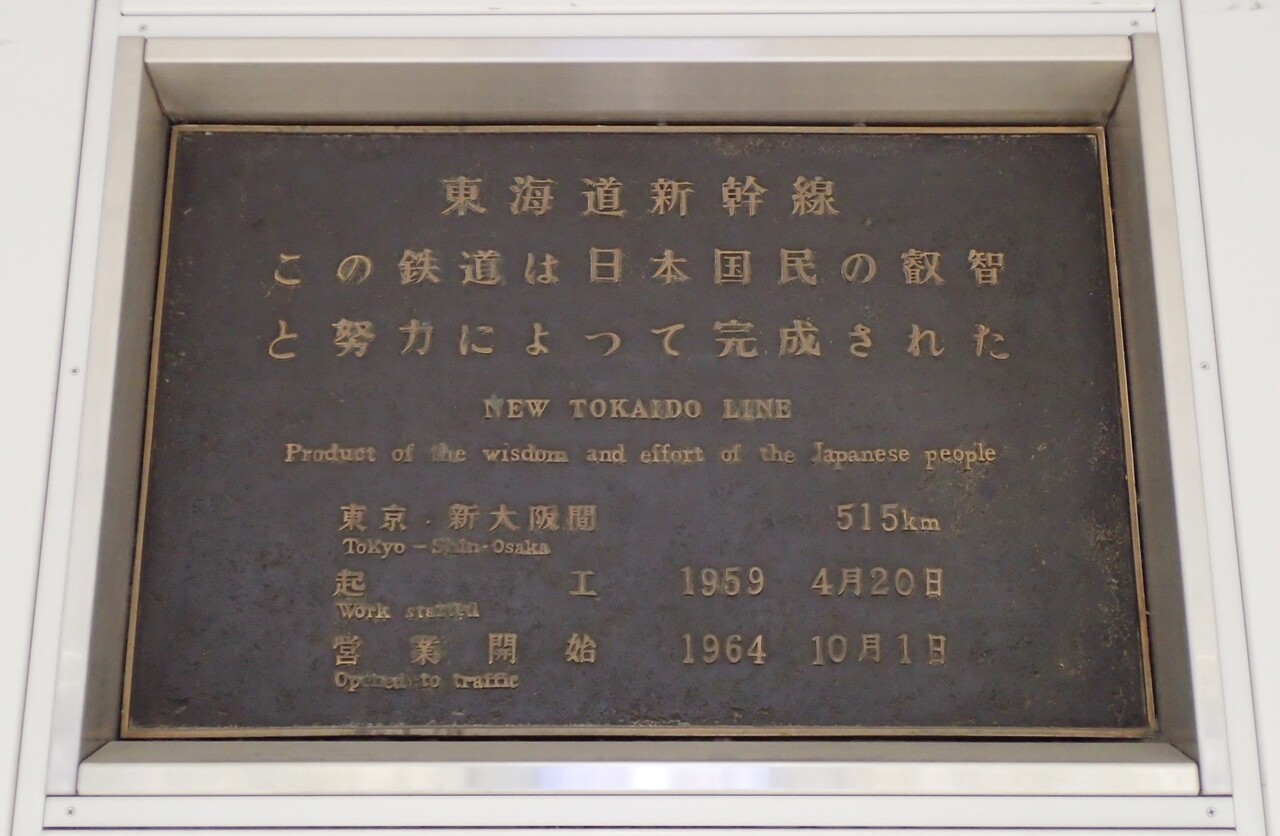 東海道新幹線
この鉄道は日本国民の叡智
と努力によって完成された
NEW TOKAIDO LINE
Product of the wisdom and effort of the Japanese people
東京・新大阪間 515km
Tokyo – Shin-Osaka
起工 1959 4月20日
Work started
営業開始 1964 10月1日
Opened to traffic